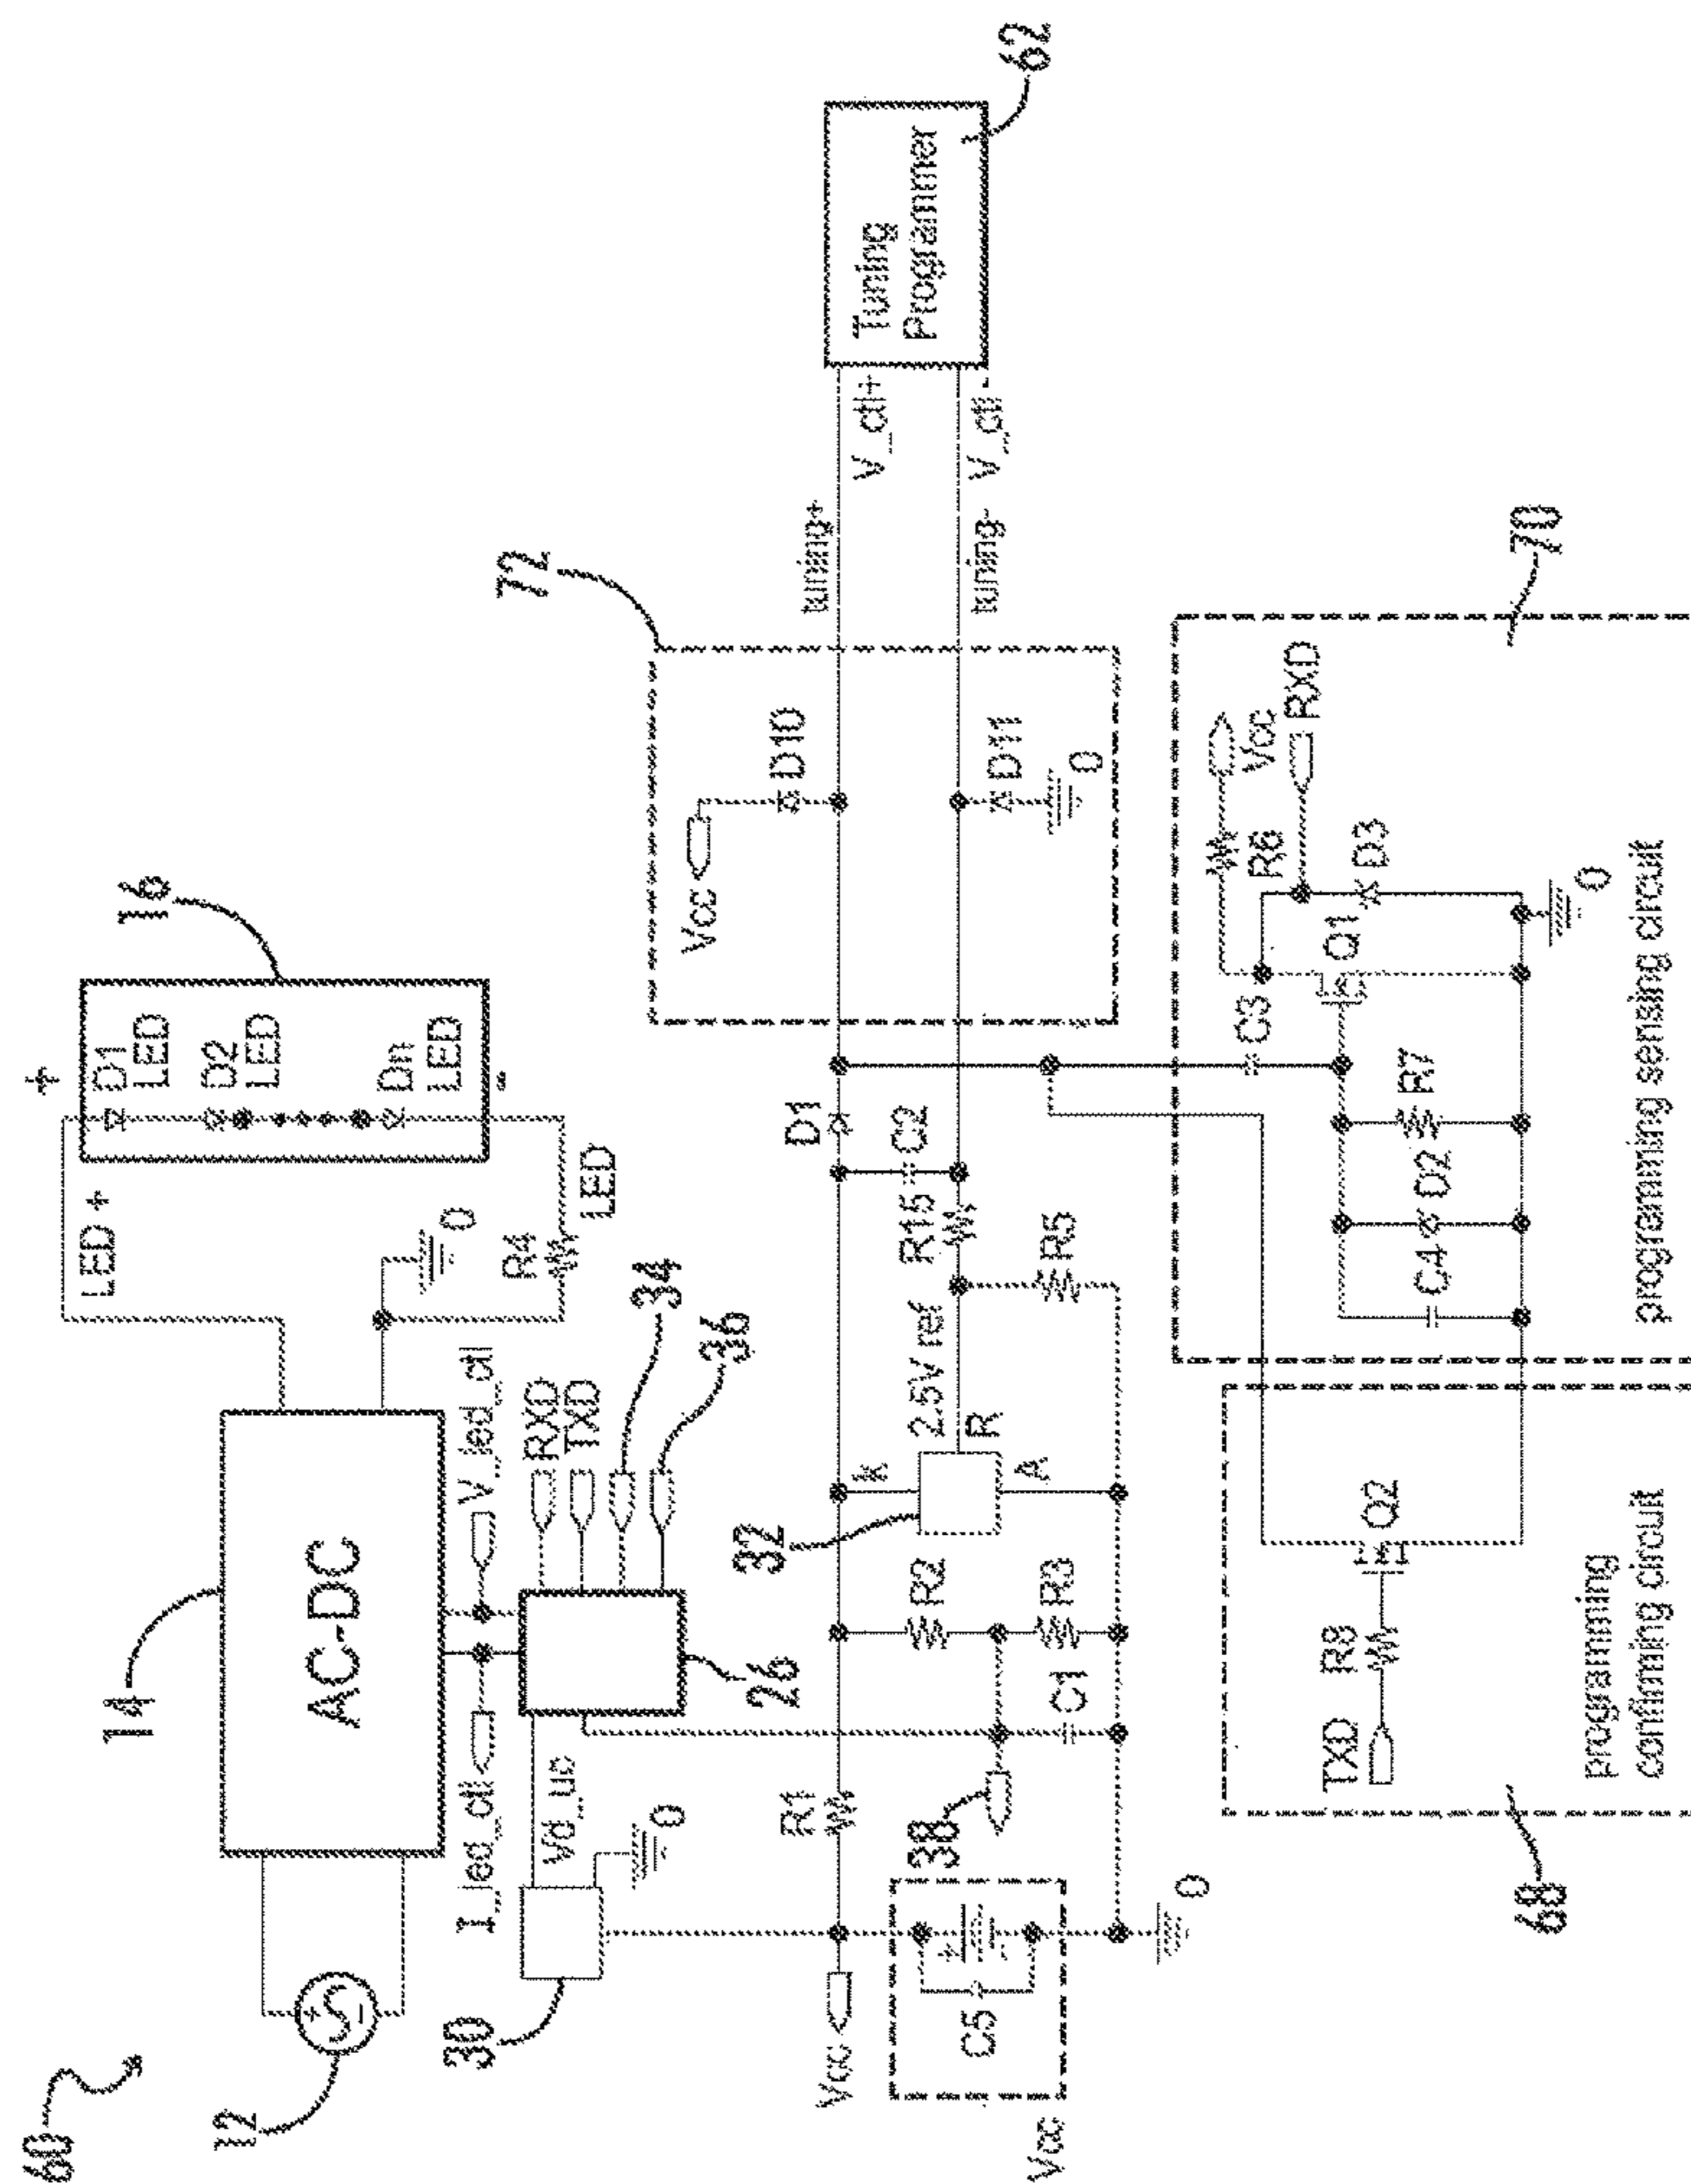 60
12
14
AC-DC
LED +
+
16
D1
LED
D2
LED
Dn
LED
-
0
R4
LED
I_led_ctl
V_led_ctl
RXD
TXD
34
36
30
Vd_uc
0
26
72
Vcc
D10
D11
0
tuning+
V_ctl+
tuning-
V_ctl -
Tuning
Programmer
62
Vcc
R1
R2
R3
C1
38
32
k
2.5V ref
R
A
R15
R5
D1
C2
Vcc
C5
+
0
TXD
R8
Q2
programming
confirming circuit
68
C3
C4
D2
R7
Q1
R6
Vcc
RXD
D3
0
programming sensing circuit
70